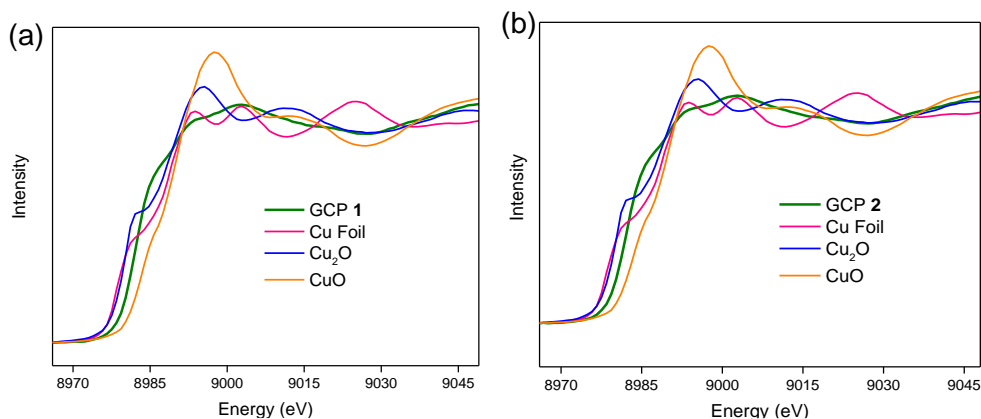 (a)
Intensity
GCP 1
Cu Foil
Cu₂O
CuO
8970 8985 9000 9015 9030 9045
Energy (eV)
(b)
Intensity
GCP 2
Cu Foil
Cu₂O
CuO
8970 8985 9000 9015 9030 9045
Energy (eV)